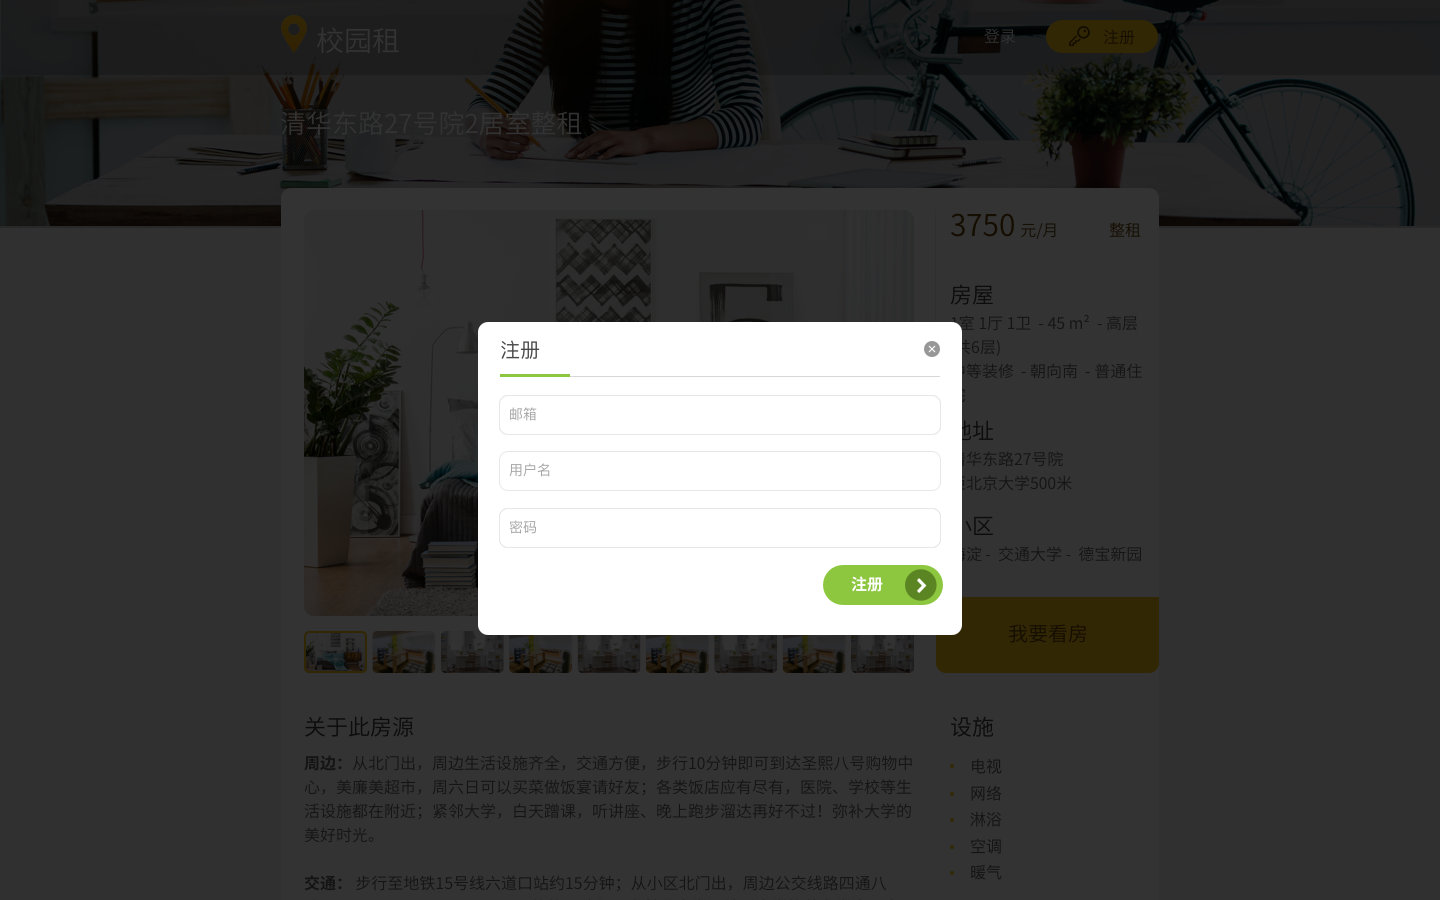 校园租
登录
注册
清华东路27号院2居室整租
3750 元/月
整租
房屋
1室 1厅 1卫 - 45 m² - 高层
共6层)
等装修 - 朝向南 - 普通住
地址
华东路27号院
北京大学500米
小区
淀 - 交通大学 - 德宝新园
我要看房
注册
邮箱
用户名
密码
注册
关于此房源
周边：从北门出，周边生活设施齐全，交通方便，步行10分钟即可到达圣熙八号购物中
心，美廉美超市，周六日可以买菜做饭宴请好友；各类饭店应有尽有，医院、学校等生
活设施都在附近；紧邻大学，白天蹭课，听讲座、晚上跑步溜达再好不过！弥补大学的
美好时光。
交通： 步行至地铁15号线六道口站约15分钟；从小区北门出，周边公交线路四通八
设施
电视
网络
淋浴
空调
暖气